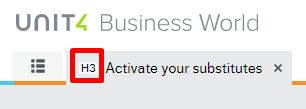 UNIT4 Business World
H3 Activate your substitutes ×